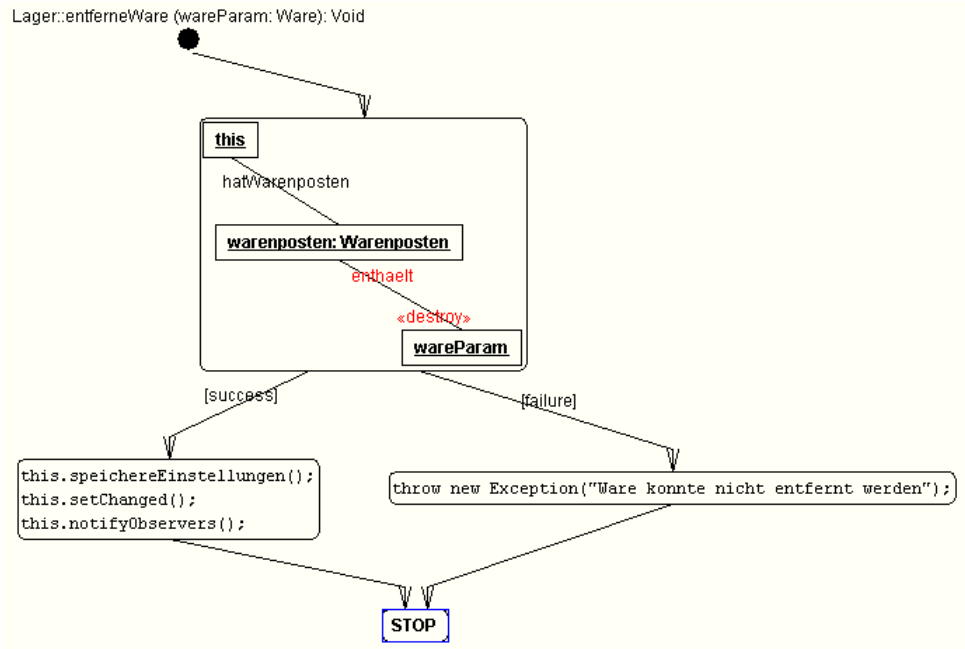 Lager::entferneWare (wareParam: Ware): Void
this
hatWarenposten
warenposten: Warenposten
enthaelt
«destroy»
wareParam
[success]
[failure]
this.speichereEinstellungen();
this.setChanged();
this.notifyObservers();
throw new Exception("Ware konnte nicht entfernt werden");
STOP